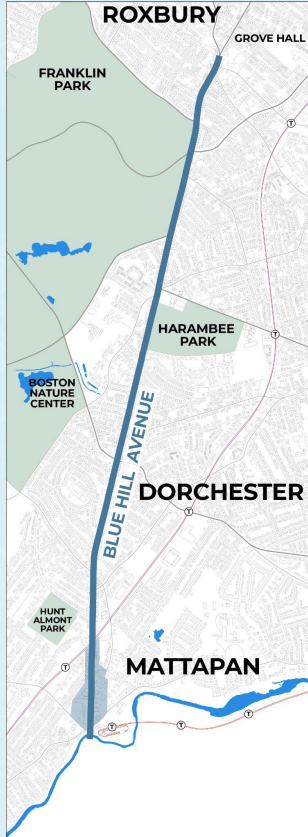 ROXBURY
GROVE HALL
FRANKLIN
PARK
T
HARAMBEE
PARK
T
BOSTON
NATURE
CENTER
BLUE HILL AVENUE
DORCHESTER
T
HUNT
ALMONT
PARK
MATTAPAN
T
T
T
T